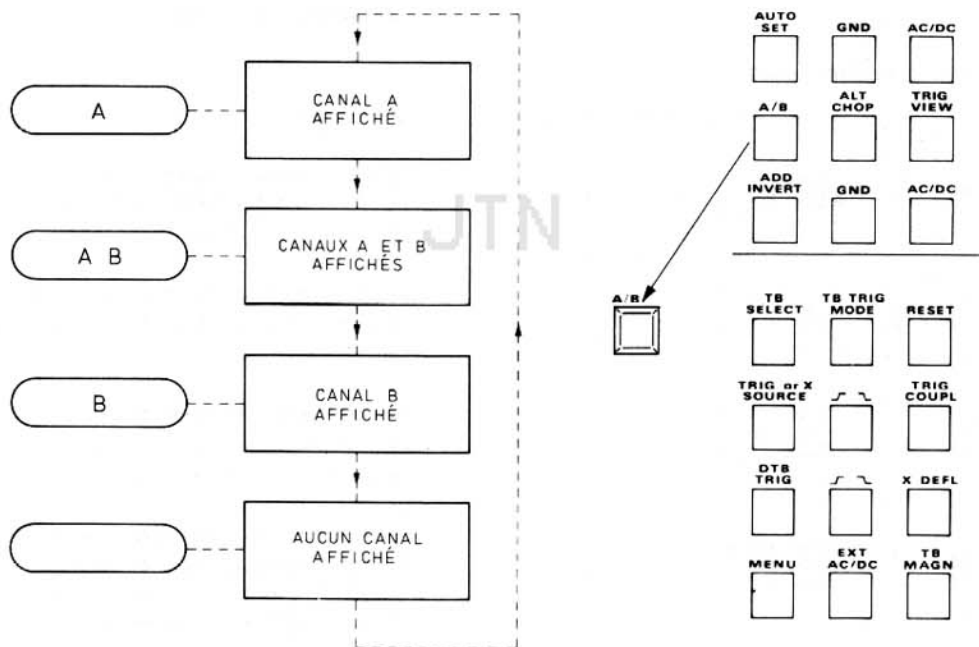 A
CANAL A
AFFICHÉ
A B
CANAUX A ET B
AFFICHÉS
B
CANAL B
AFFICHÉ
AUCUN CANAL
AFFICHÉ
JTN
A/B
AUTO
SET
GND
AC/DC
A/B
ALT
CHOP
TRIG
VIEW
ADD
INVERT
GND
AC/DC
TB
SELECT
TB TRIG
MODE
RESET
TRIG or X
SOURCE
TRIG
COUPL
DTB
TRIG
X DEFL
MENU
EXT
AC/DC
TB
MAGN